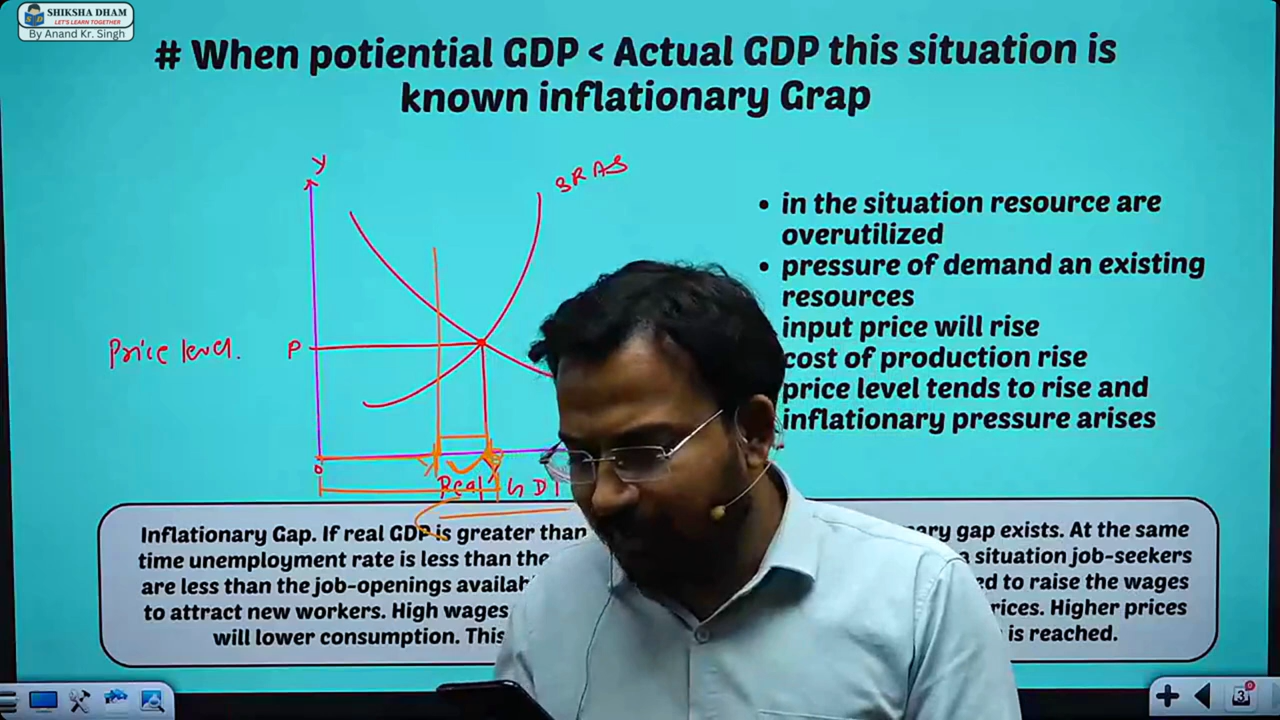 SHIKSHA DHAM
LET'S LEARN TOGETHER
By Anand Kr. Singh
# When potiential GDP < Actual GDP this situation is
known inflationary Grap
y
SRAS
Price level.
P
0
Real GD
• in the situation resource are
overutilized
• pressure of demand an existing
resources
input price will rise
cost of production rise
price level tends to rise and
inflationary pressure arises
Inflationary Gap. If real GDP is greater than gap exists. At the same
time unemployment rate is less than the situation job-seekers
are less than the job-openings to raise the wages
to attract new workers. High wages Higher prices
will lower consumption. This is reached.
3